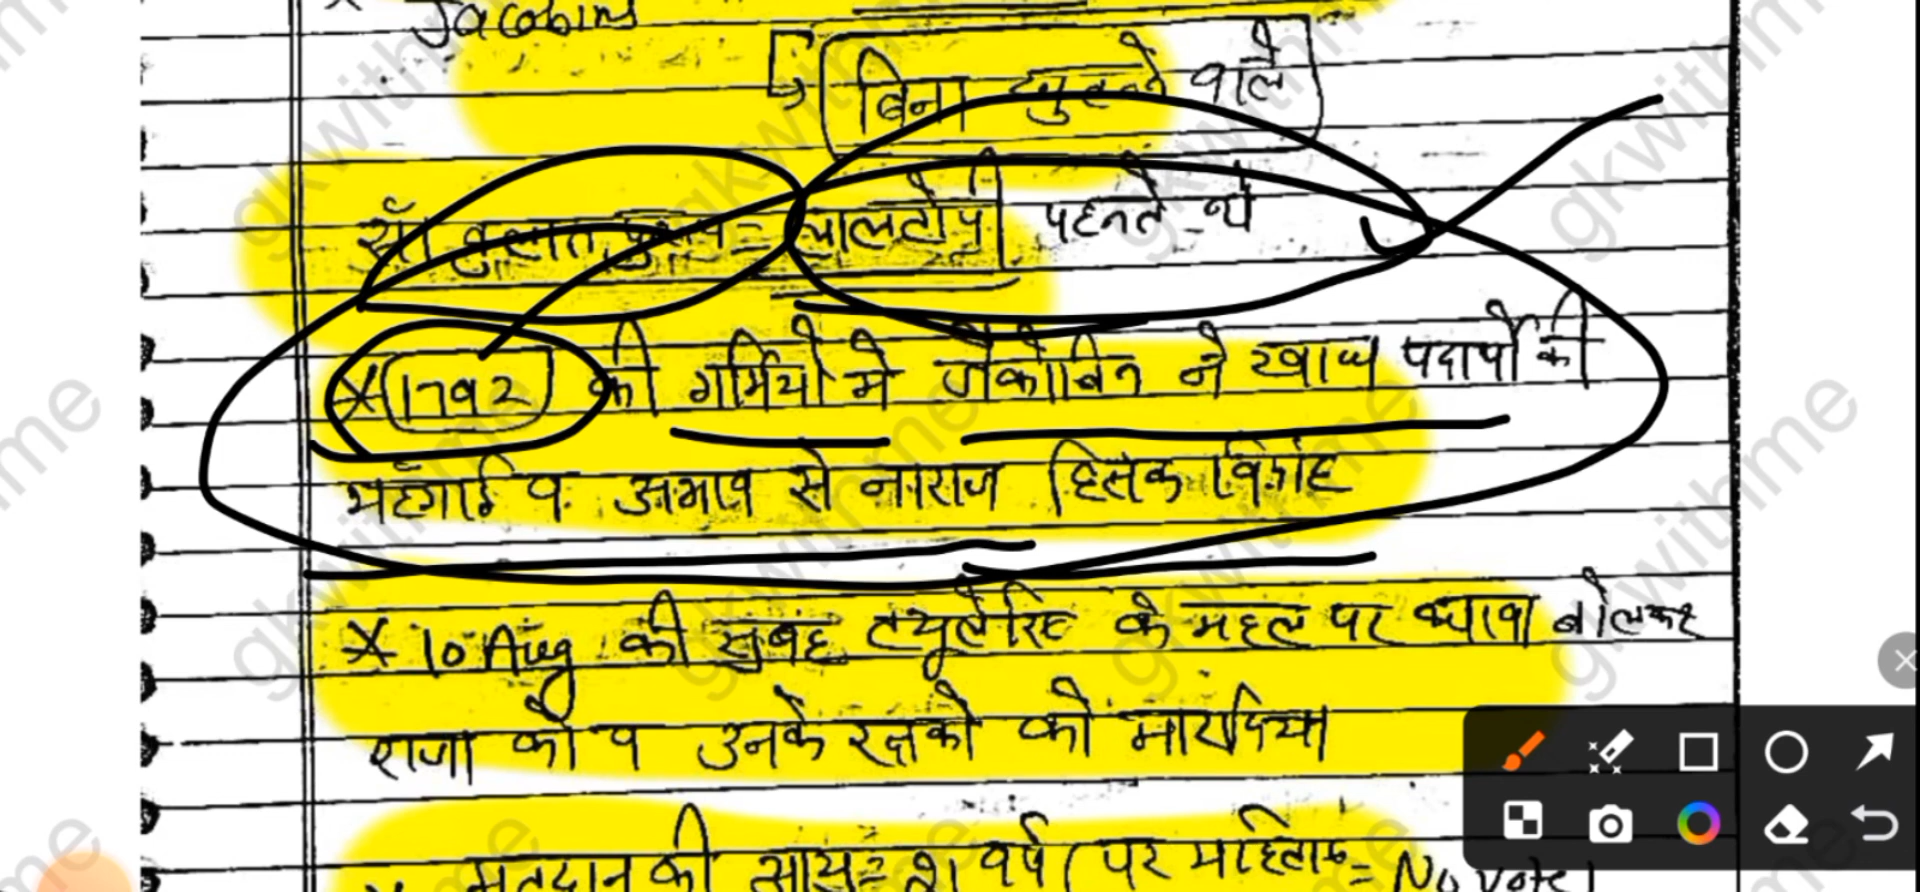 Jacobins
बिना घुटने वाले
सौं कुलात पुरुष = लालटोपी पहनते थे
* 1792 की गर्मियों में जैकोबिन ने खाद्य पदार्थों की
महँगाई व अभाव से नाराज हिंसक विद्रोह
* 10 Aug की सुबह ट्यूलेरिए के महल पर धावा बोलकर
राजा को व उनके रक्षकों को मारदिया
मतदान की आयु = 21 वर्ष ( पर महिलाएँ = No vote)